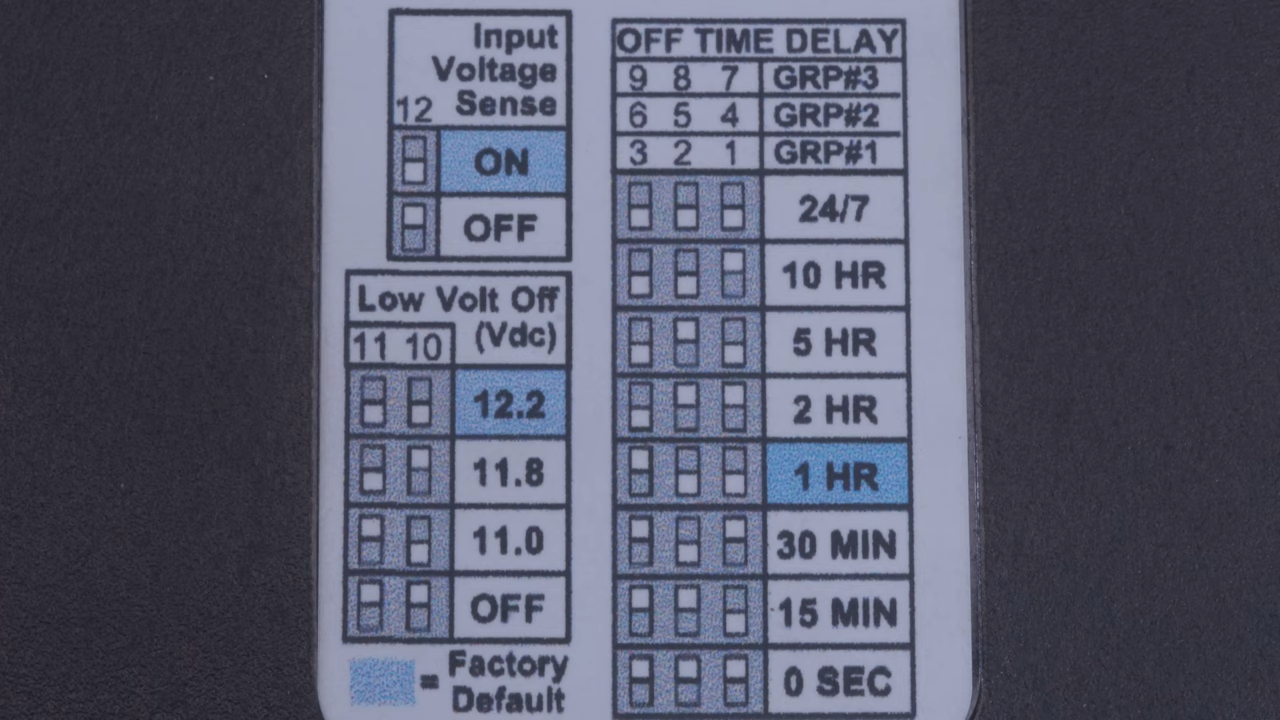 Input
Voltage
12 Sense
ON
OFF
Low Volt Off
11 10 (Vdc)
12.2
11.8
11.0
OFF
= Factory
Default
OFF TIME DELAY
9 8 7 GRP#3
6 5 4 GRP#2
3 2 1 GRP#1
24/7
10 HR
5 HR
2 HR
1 HR
30 MIN
15 MIN
0 SEC